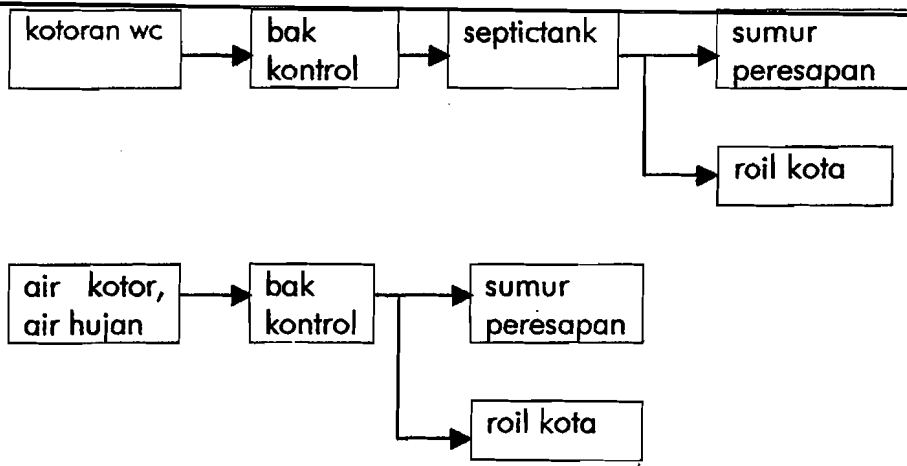 kotoran wc
bak
kontrol
septictank
sumur
peresapan
roil kota
air kotor,
air hujan
bak
kontrol
sumur
peresapan
roil kota